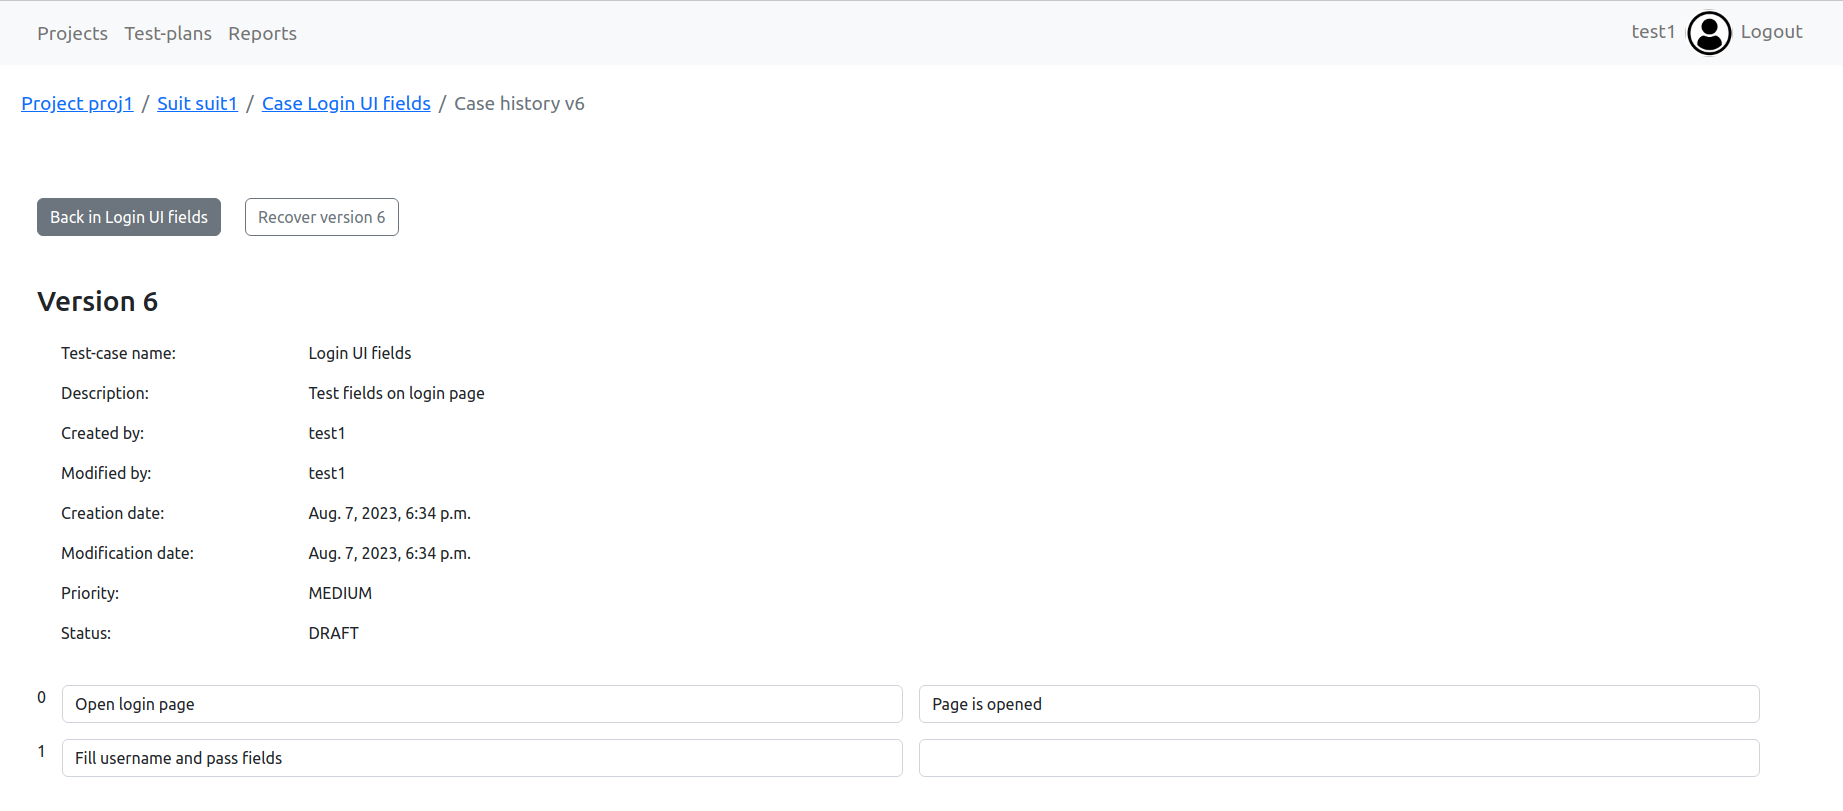 Projects Test-plans Reports test1 Logout
Project proj1 / Suit suit1 / Case Login UI fields / Case history v6
Back in Login UI fields Recover version 6
Version 6
Test-case name: Login UI fields
Description: Test fields on login page
Created by: test1
Modified by: test1
Creation date: Aug. 7, 2023, 6:34 p.m.
Modification date: Aug. 7, 2023, 6:34 p.m.
Priority: MEDIUM
Status: DRAFT
0 Open login page Page is opened
1 Fill username and pass fields